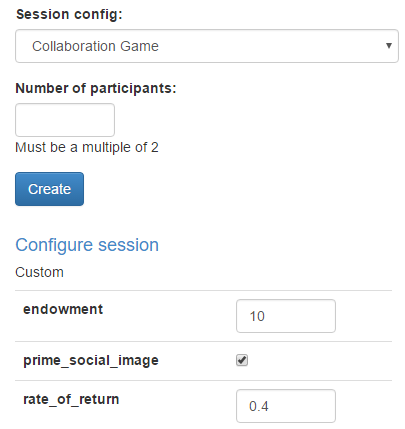 Session config:
Collaboration Game
Number of participants:
Must be a multiple of 2
Create
Configure session
Custom
endowment 10
prime_social_image
rate_of_return 0.4